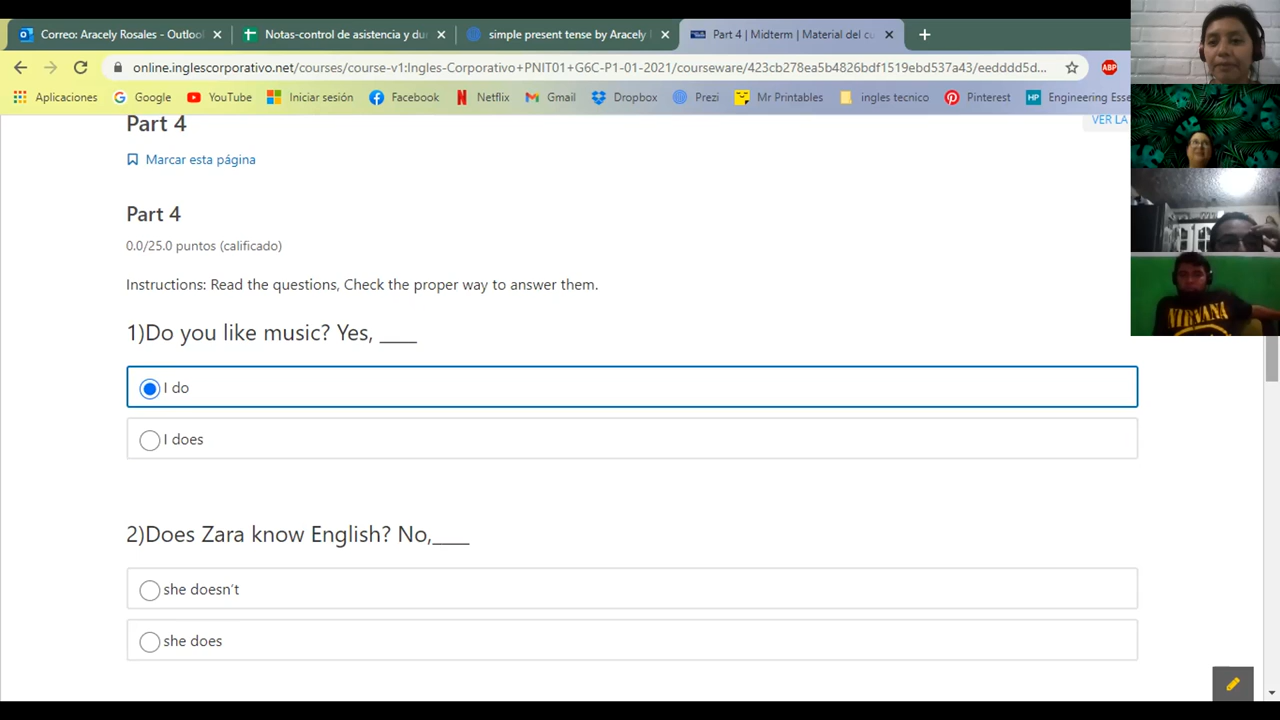 Correo: Aracely Rosales - Outloo
Notas-control de asistencia y du
simple present tense by Aracely
Part 4 | Midterm | Material del cu
online.inglescorporativo.net/courses/course-v1:Ingles-Corporativo+PNIT01+G6C-P1-01-2021/courseware/423cb278ea5b4826bdf1519ebd537a43/eedddd5d...
ABP
Aplicaciones
Google
YouTube
Iniciar sesión
Facebook
Netflix
Gmail
Dropbox
Prezi
Mr Printables
ingles tecnico
Pinterest
HP
Engineering Esse
Part 4
VER LA
Marcar esta página
Part 4
0.0/25.0 puntos (calificado)
Instructions: Read the questions, Check the proper way to answer them.
1)Do you like music? Yes, ____
I do
I does
2)Does Zara know English? No,____
she doesn't
she does
NIRVANA